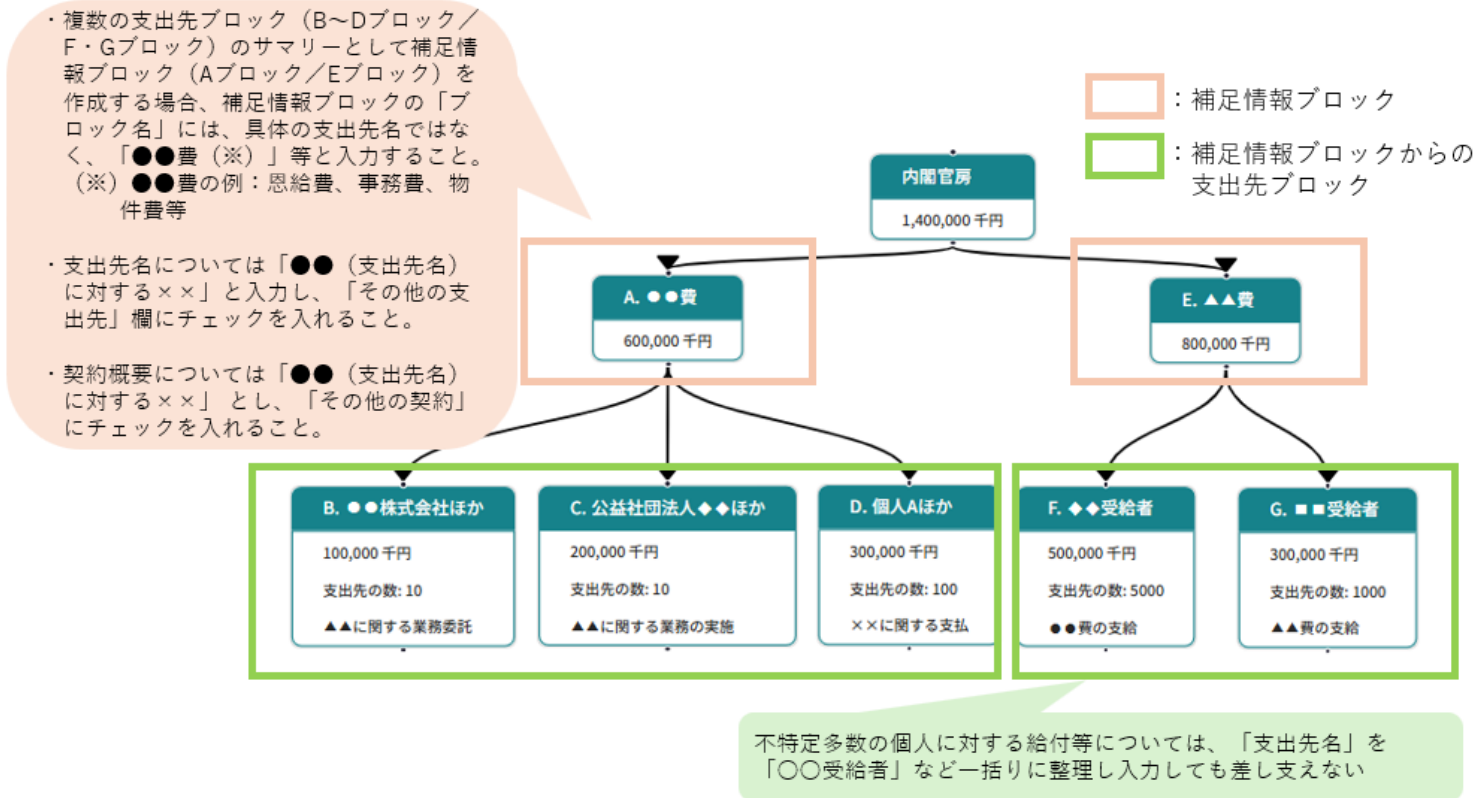 ・複数の支出先ブロック（B～Dブロック／
F・Gブロック）のサマリーとして補足情
報ブロック（Aブロック／Eブロック）を
作成する場合、補足情報ブロックの「ブ
ロック名」には、具体の支出先名ではな
く、「●●費（※）」等と入力すること。
（※）●●費の例：恩給費、事務費、物
件費等
・支出先名については「●●（支出先名）
に対する××」と入力し、「その他の支
出先」欄にチェックを入れること。
・契約概要については「●●（支出先名）
に対する××」 とし、「その他の契約」
にチェックを入れること。
：補足情報ブロック
：補足情報ブロックからの
支出先ブロック
内閣官房
1,400,000 千円
A. ●●費
600,000 千円
E. ▲▲費
800,000 千円
B. ●●株式会社ほか
100,000 千円
支出先の数: 10
▲▲に関する業務委託
C. 公益社団法人◆◆ほか
200,000 千円
支出先の数: 10
▲▲に関する業務の実施
D. 個人Aほか
300,000 千円
支出先の数: 100
××に関する支払
F. ◆◆受給者
500,000 千円
支出先の数: 5000
●●費の支給
G. ■■受給者
300,000 千円
支出先の数: 1000
▲▲費の支給
不特定多数の個人に対する給付等については、「支出先名」を
「〇〇受給者」など一括りに整理し入力しても差し支えない